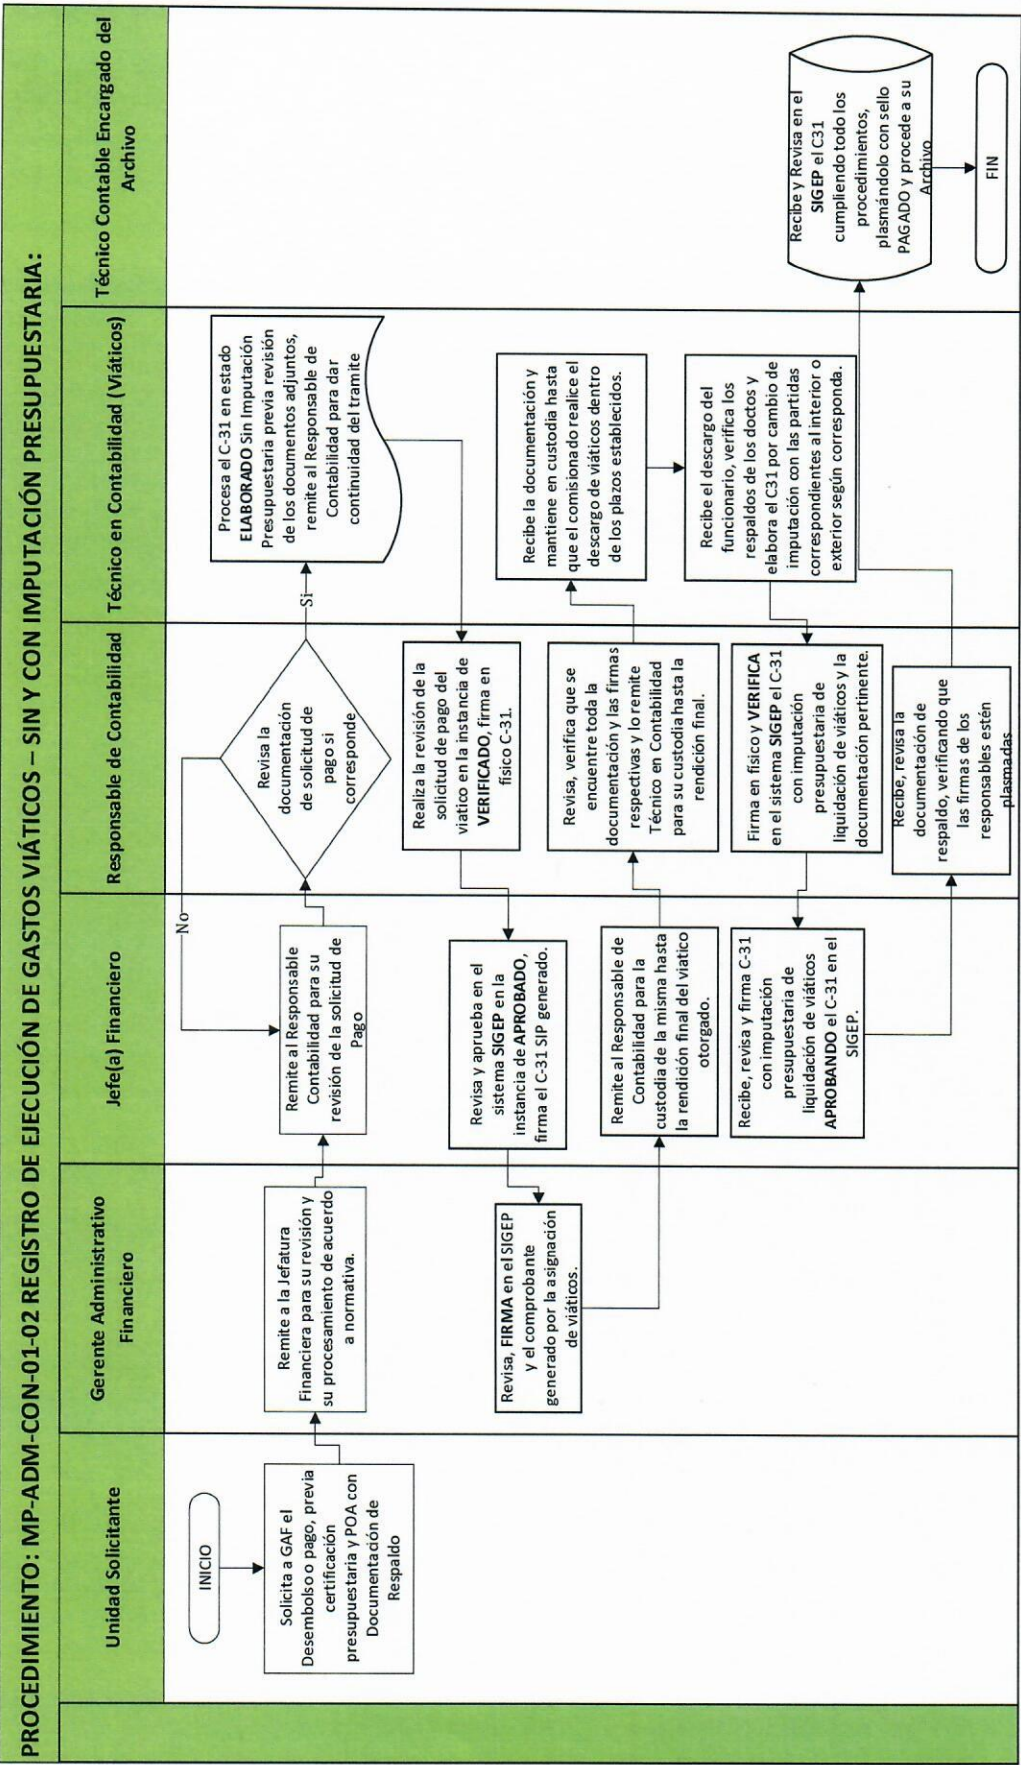 PROCEDIMIENTO: MP-ADM-CON-01-02 REGISTRO DE EJECUCIÓN DE GASTOS VIÁTICOS – SIN Y CON IMPUTACIÓN PRESUPUESTARIA:
Unidad Solicitante
Gerente Administrativo
Financiero
Jefe(a) Financiero
Responsable de Contabilidad
Técnico en Contabilidad (Viáticos)
Técnico Contable Encargado del
Archivo
INICIO
Solicita a GAF el
Desembolso o pago, previa
certificación
presupuestaria y POA con
Documentación de
Respaldo
Remite a la Jefatura
Financiera para su revisión y
su procesamiento de acuerdo
a normativa.
Remite al Responsable
Contabilidad para su
revisión de la solicitud de
Pago
No
Revisa la
documentación
de solicitud de
pago si
corresponde
Si
Procesa el C-31 en estado
ELABORADO Sin Imputación
Presupuestaria previa revisión
de los documentos adjuntos,
remite al Responsable de
Contabilidad para dar
continuidad del tramite
Realiza la revisión de la
solicitud de pago del
viatico en la instancia de
VERIFICADO, firma en
físico C-31.
Revisa y aprueba en el
sistema SIGEP en la
instancia de APROBADO,
firma el C-31 SIP generado.
Revisa, FIRMA en el SIGEP
y el comprobante
generado por la asignación
de viáticos.
Remite al Responsable de
Contabilidad para la
custodia de la misma hasta
la rendición final del viatico
otorgado.
Revisa, verifica que se
encuentre toda la
documentación y las firmas
respectivas y lo remite
Técnico en Contabilidad
para su custodia hasta la
rendición final.
Recibe la documentación y
mantiene en custodia hasta
que el comisionado realice el
descargo de viáticos dentro
de los plazos establecidos.
Recibe el descargo del
funcionario, verifica los
respaldos de los doctos y
elabora el C31 por cambio de
imputación con las partidas
correspondientes al interior o
exterior según corresponda.
Firma en físico y VERIFICA
en el sistema SIGEP el C-31
con imputación
presupuestria de
liquidación de viáticos y la
documentación pertinente.
Recibe, revisa y firma C-31
con imputación
presupuestaria de
liquidación de viáticos
APROBANDO el C-31 en el
SIGEP.
Recibe, revisa la
documentación de
respaldo, verificando que
las firmas de los
responsables estén
plasmadas
Recibe y Revisa en el
SIGEP el C31
cumpliendo todo los
procedimientos,
plasmándolo con sello
PAGADO y procede a su
Archivo
FIN